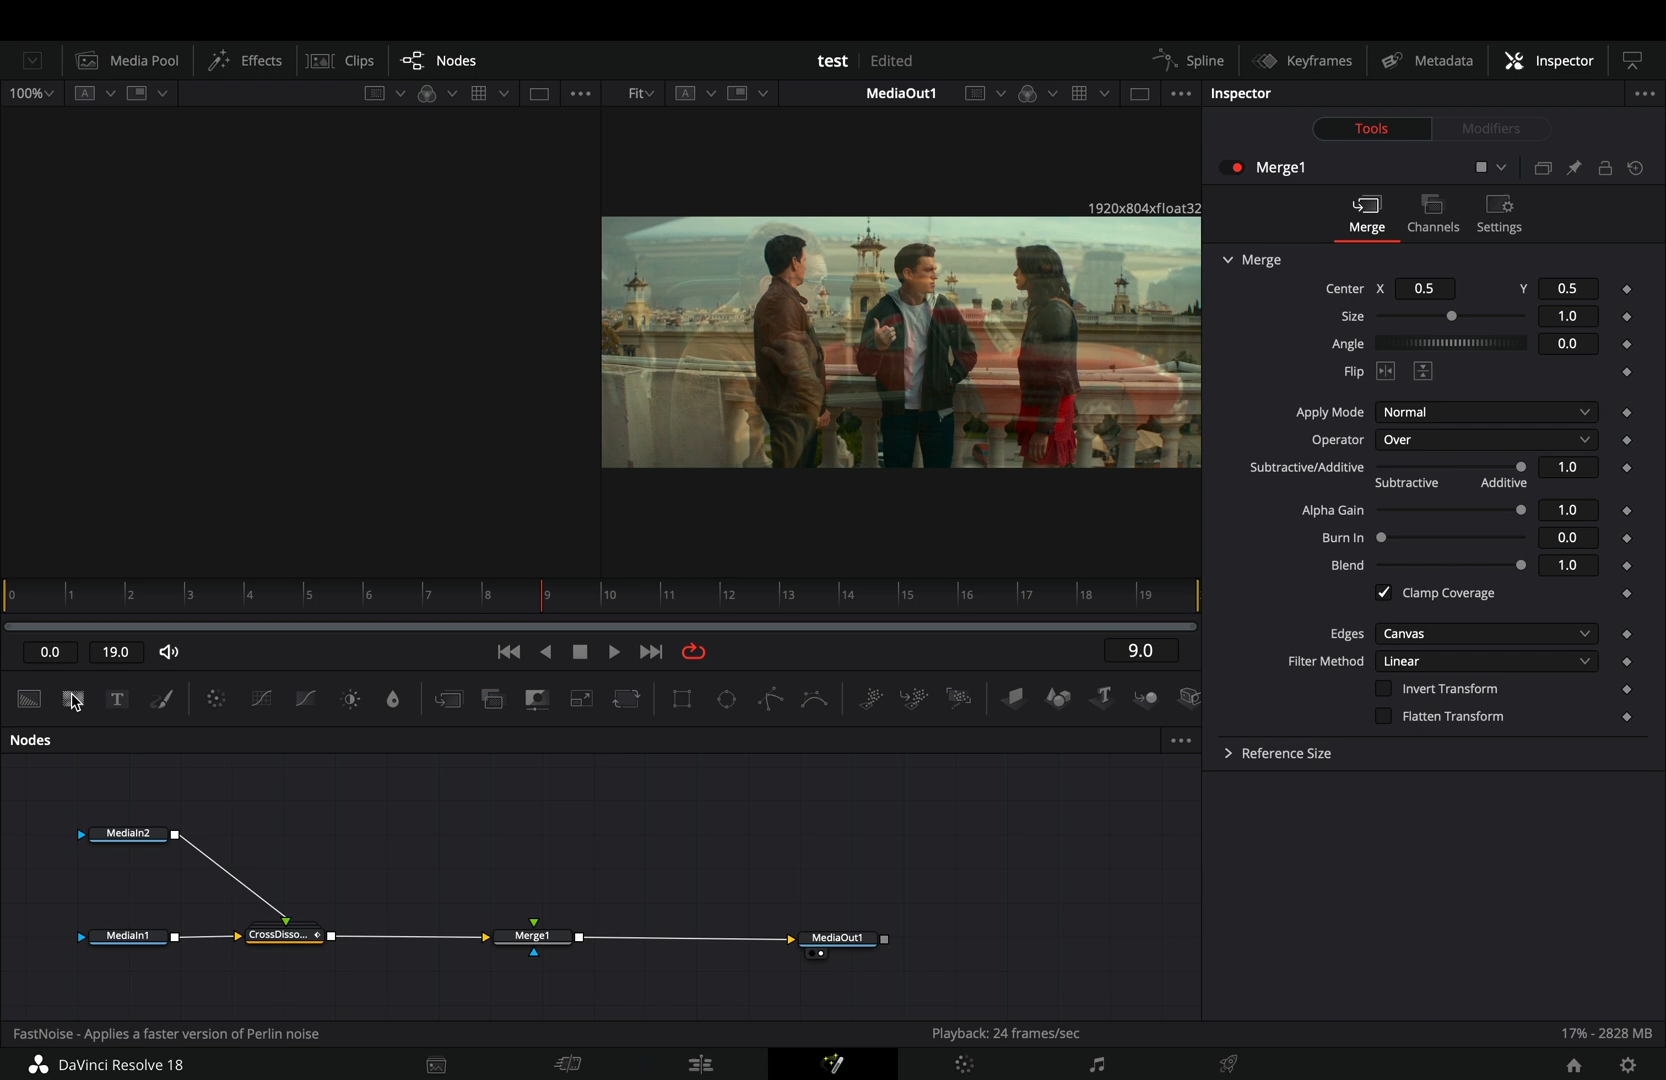 Media Pool Effects Clips Nodes test Edited Spline Keyframes Metadata Inspector
100% A Fit A MediaOut1 Inspector
Tools Modifiers
Merge1
1920x804xfloat32
Merge Channels Settings
Merge
Center X 0.5 Y 0.5
Size 1.0
Angle 0.0
Flip
Apply Mode Normal
Operator Over
Subtractive/Additive 1.0
Subtractive Additive
Alpha Gain 1.0
Burn In 0.0
Blend 1.0
Clamp Coverage
Edges Canvas
Filter Method Linear
Invert Transform
Flatten Transform
Reference Size
0 1 2 3 4 5 6 7 8 9 10 11 12 13 14 15 16 17 18 19
0.0 19.0 9.0
T T
Nodes
MediaIn2
MediaIn1 CrossDisso... Merge1 MediaOut1
FastNoise - Applies a faster version of Perlin noise Playback: 24 frames/sec 17% - 2828 MB
DaVinci Resolve 18